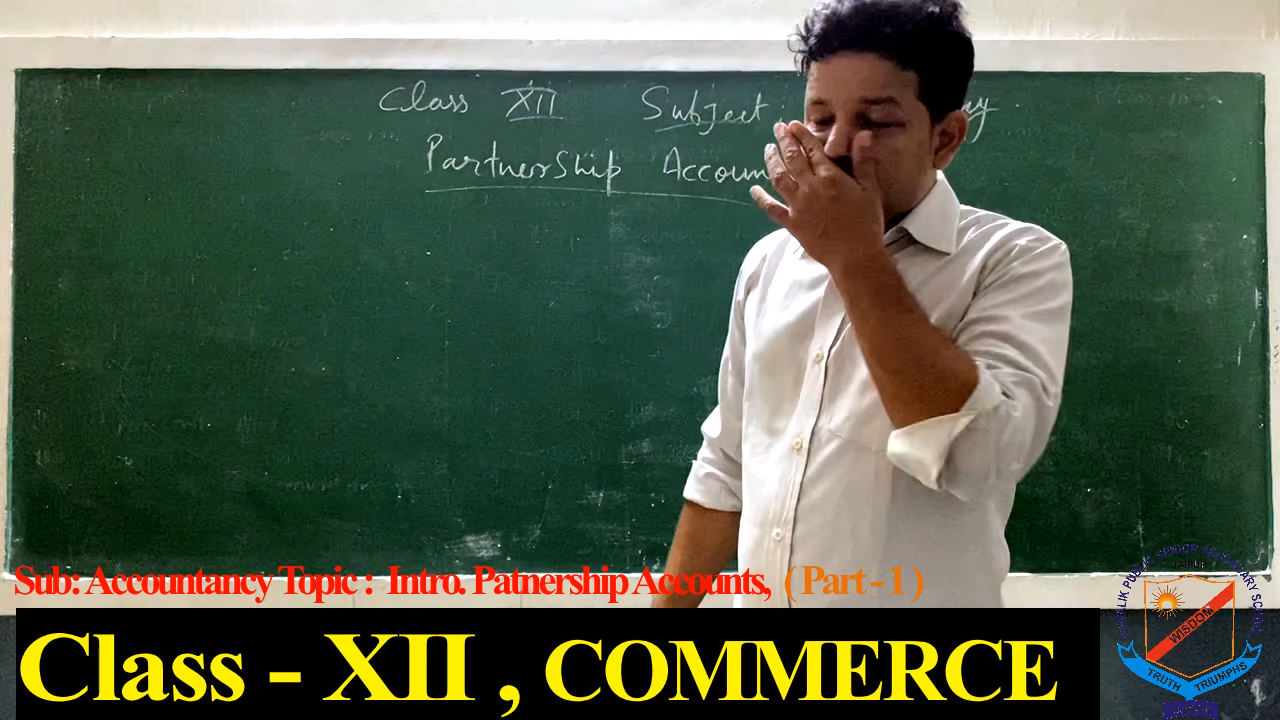 Class XII Subject :
Partnership Accoun
Sub: Accountancy Topic : Intro. Patnership Accounts, ( Part - 1 )
Class - XII , COMMERCE
JAIPUR
WISDOM
TRUTH TRIUMPHS